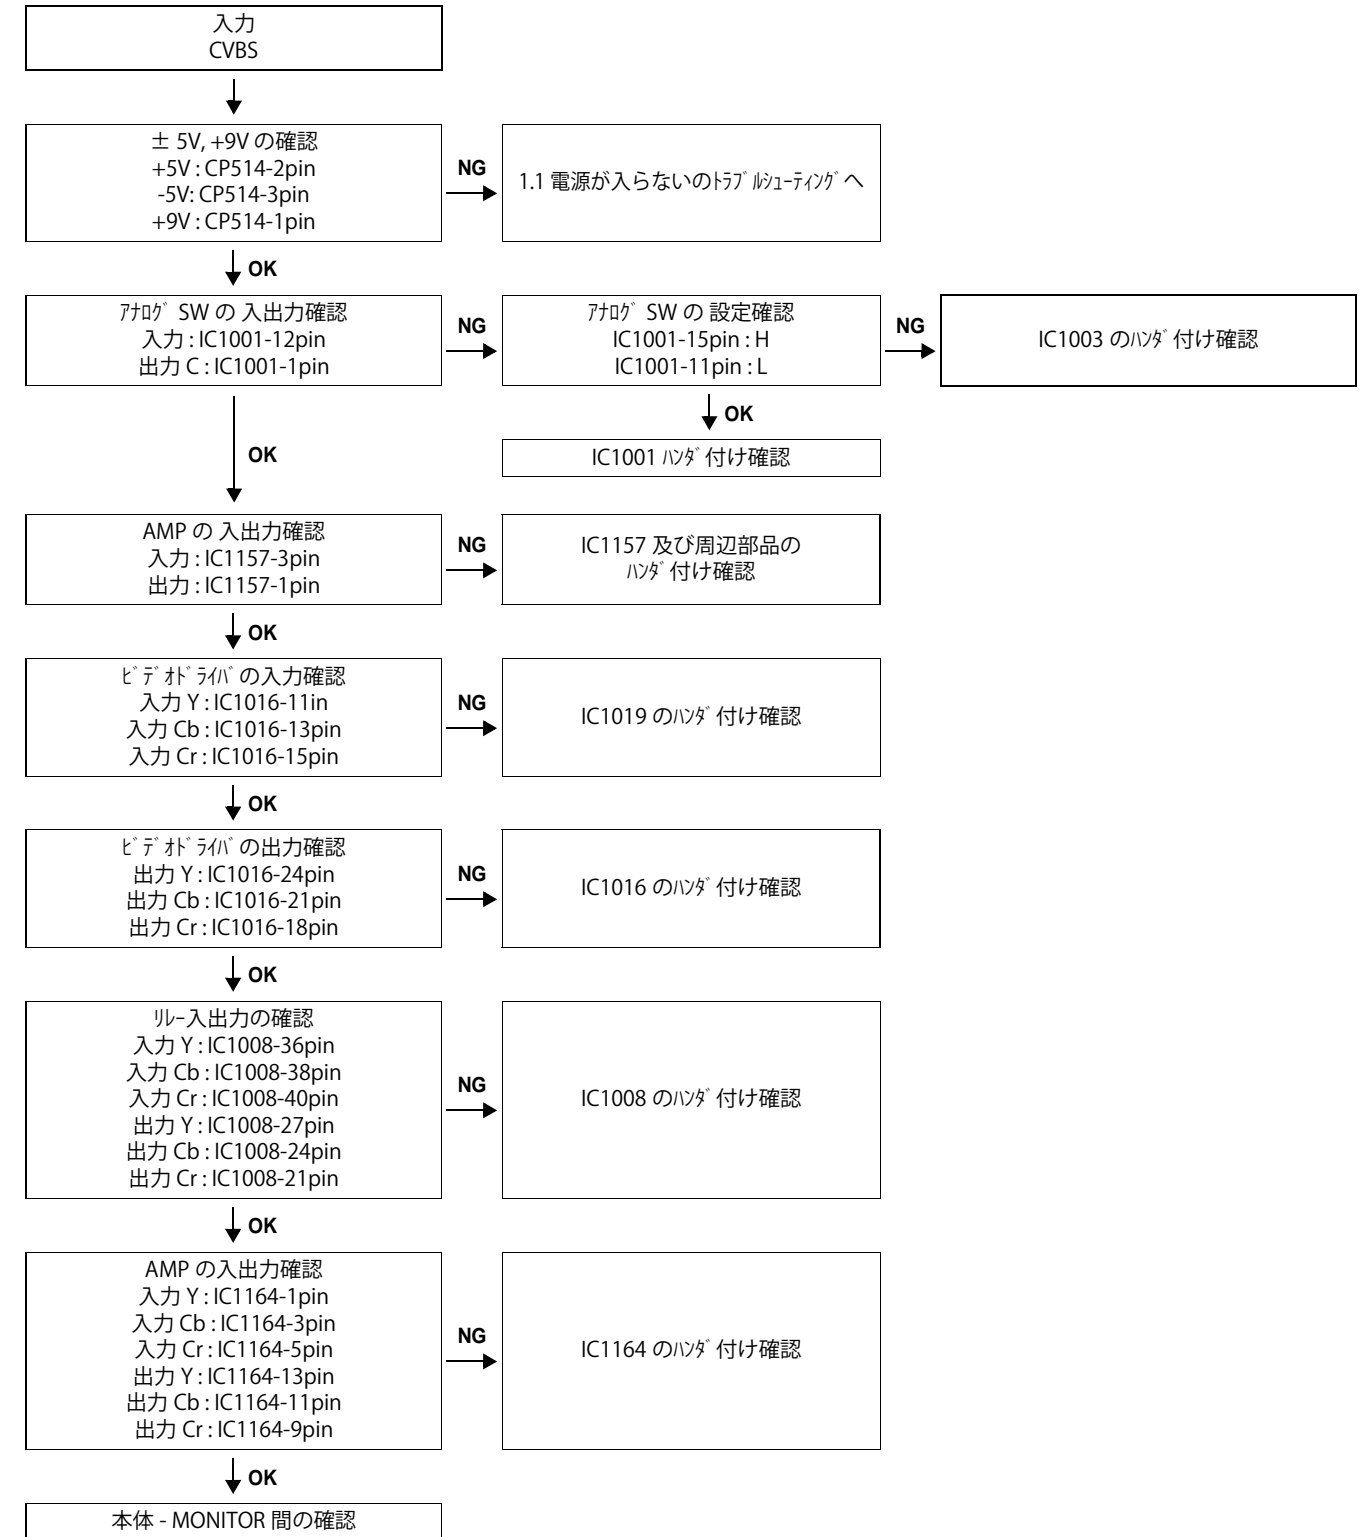 入力
CVBS
± 5V, +9V の確認
+5V : CP514-2pin
-5V: CP514-3pin
+9V : CP514-1pin
NG
1.1 電源が入らないのﾄﾗﾌﾞﾙｼｭｰﾃｨﾝｸﾞへ
OK
ｱﾅﾛｸﾞ SW の 入出力確認
入力 : IC1001-12pin
出力 C : IC1001-1pin
NG
ｱﾅﾛｸﾞ SW の 設定確認
IC1001-15pin : H
IC1001-11pin : L
NG
IC1003 のﾊﾝﾀﾞ付け確認
OK
IC1001 ﾊﾝﾀﾞ付け確認
OK
AMP の 入出力確認
入力 : IC1157-3pin
出力 : IC1157-1pin
NG
IC1157 及び周辺部品の
ﾊﾝﾀﾞ付け確認
OK
ﾋﾞﾃﾞｵﾄﾞﾗｲﾊﾞの入力確認
入力 Y : IC1016-11in
入力 Cb : IC1016-13pin
入力 Cr : IC1016-15pin
NG
IC1019 のﾊﾝﾀﾞ付け確認
OK
ﾋﾞﾃﾞｵﾄﾞﾗｲﾊﾞの出力確認
出力 Y : IC1016-24pin
出力 Cb : IC1016-21pin
出力 Cr : IC1016-18pin
NG
IC1016 のﾊﾝﾀﾞ付け確認
OK
ﾘﾚｰ入出力の確認
入力 Y : IC1008-36pin
入力 Cb : IC1008-38pin
入力 Cr : IC1008-40pin
出力 Y : IC1008-27pin
出力 Cb : IC1008-24pin
出力 Cr : IC1008-21pin
NG
IC1008 のﾊﾝﾀﾞ付け確認
OK
AMP の入出力確認
入力 Y : IC1164-1pin
入力 Cb : IC1164-3pin
入力 Cr : IC1164-5pin
出力 Y : IC1164-13pin
出力 Cb : IC1164-11pin
出力 Cr : IC1164-9pin
NG
IC1164 のﾊﾝﾀﾞ付け確認
OK
本体 - MONITOR 間の確認